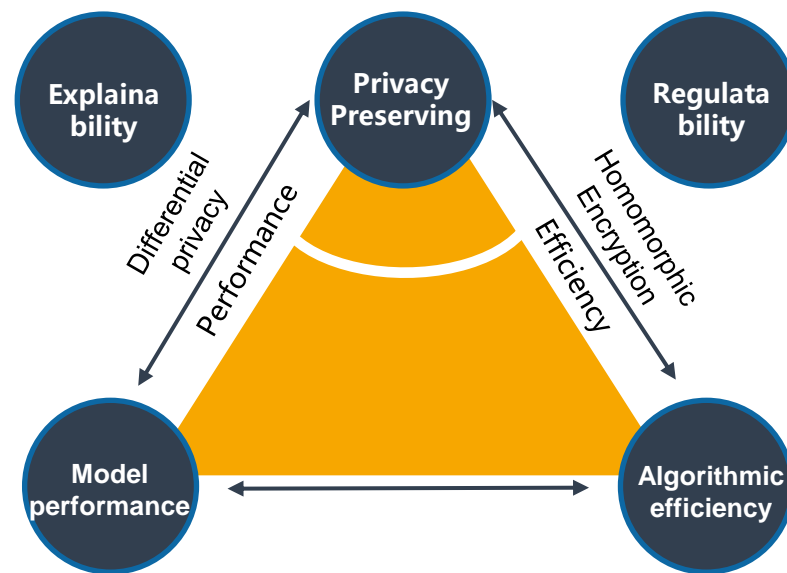 Explaina
bility
Privacy
Preserving
Regulata
bility
Differential
privacy
Performance
Efficiency
Homomorphic
Encryption
Model
performance
Algorithmic
efficiency